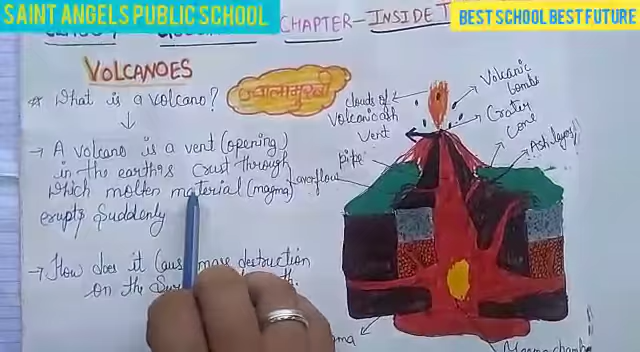 SAINT ANGELS PUBLIC SCHOOL
BEST SCHOOL BEST FUTURE
CHAPTER - INSIDE
VOLCANOES
ज्वालामुखी
* What is a volcano?
→ A volcano is a vent (opening)
in the earth's crust through
which molten material (magma)
erupts suddenly
→ How does it cause mass destruction
on the
clouds of
volcanic ash
Vent
pipe
lava flow
Volcanic
bombs
Crater
Cone
Ash layers